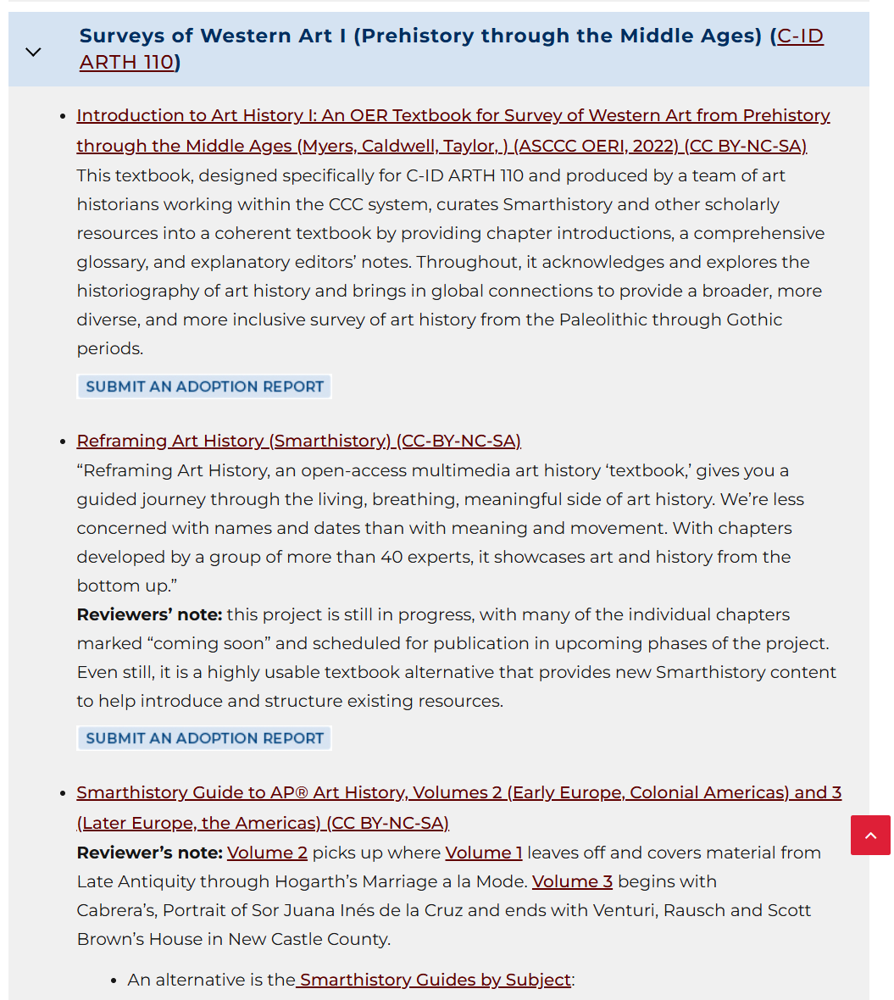 Surveys of Western Art I (Prehistory through the Middle Ages) (C-ID
ARTH 110)
• Introduction to Art History I: An OER Textbook for Survey of Western Art from Prehistory
through the Middle Ages (Myers, Caldwell, Taylor, ) (ASCCC OERI, 2022) (CC BY-NC-SA)
This textbook, designed specifically for C-ID ARTH 110 and produced by a team of art
historians working within the CCC system, curates Smarthistory and other scholarly
resources into a coherent textbook by providing chapter introductions, a comprehensive
glossary, and explanatory editors’ notes. Throughout, it acknowledges and explores the
historiography of art history and brings in global connections to provide a broader, more
diverse, and more inclusive survey of art history from the Paleolithic through Gothic
periods.
SUBMIT AN ADOPTION REPORT
• Reframing Art History (Smarthistory) (CC-BY-NC-SA)
“Reframing Art History, an open-access multimedia art history ‘textbook,’ gives you a
guided journey through the living, breathing, meaningful side of art history. We’re less
concerned with names and dates than with meaning and movement. With chapters
developed by a group of more than 40 experts, it showcases art and history from the
bottom up.”
Reviewers’ note: this project is still in progress, with many of the individual chapters
marked “coming soon” and scheduled for publication in upcoming phases of the project.
Even still, it is a highly usable textbook alternative that provides new Smarthistory content
to help introduce and structure existing resources.
SUBMIT AN ADOPTION REPORT
• Smarthistory Guide to AP® Art History, Volumes 2 (Early Europe, Colonial Americas) and 3
(Later Europe, the Americas) (CC BY-NC-SA)
Reviewer’s note: Volume 2 picks up where Volume 1 leaves off and covers material from
Late Antiquity through Hogarth’s Marriage a la Mode. Volume 3 begins with
Cabrera’s, Portrait of Sor Juana Inés de la Cruz and ends with Venturi, Rausch and Scott
Brown’s House in New Castle County.
• An alternative is the Smarthistory Guides by Subject: